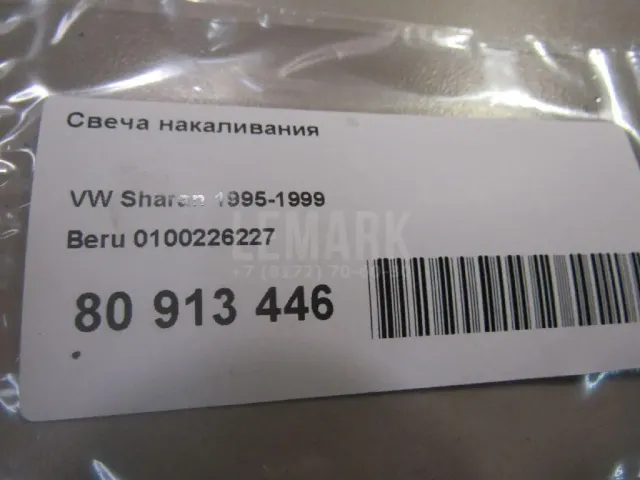 Свеча накаливания
VW Sharan 1995-1999
LEMARK
Beru 0100226227
80 913 446